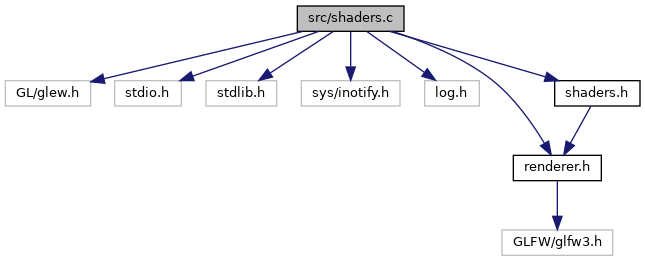 src/shaders.c
GL/glew.h
stdio.h
stdlib.h
sys/inotify.h
log.h
shaders.h
renderer.h
GLFW/glfw3.h